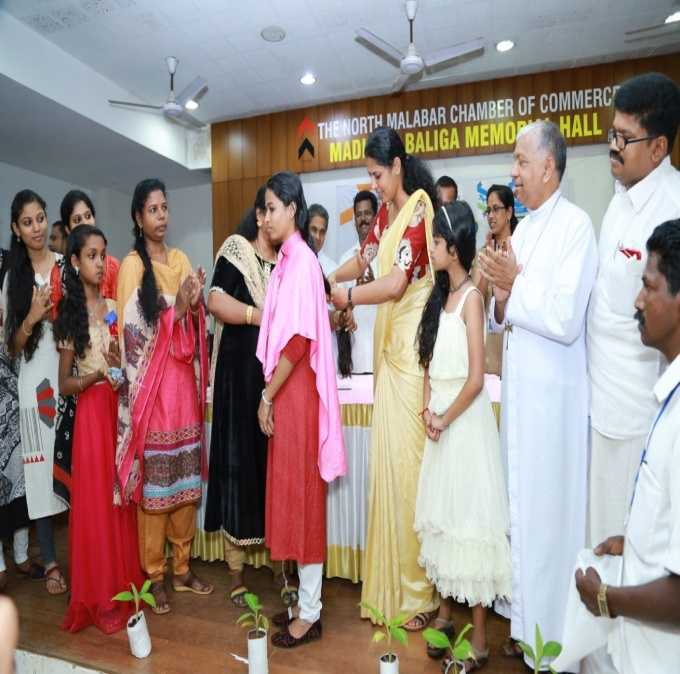 THE NORTH MALABAR CHAMBER OF COMMERCE
BALIGA MEMORIAL HALL